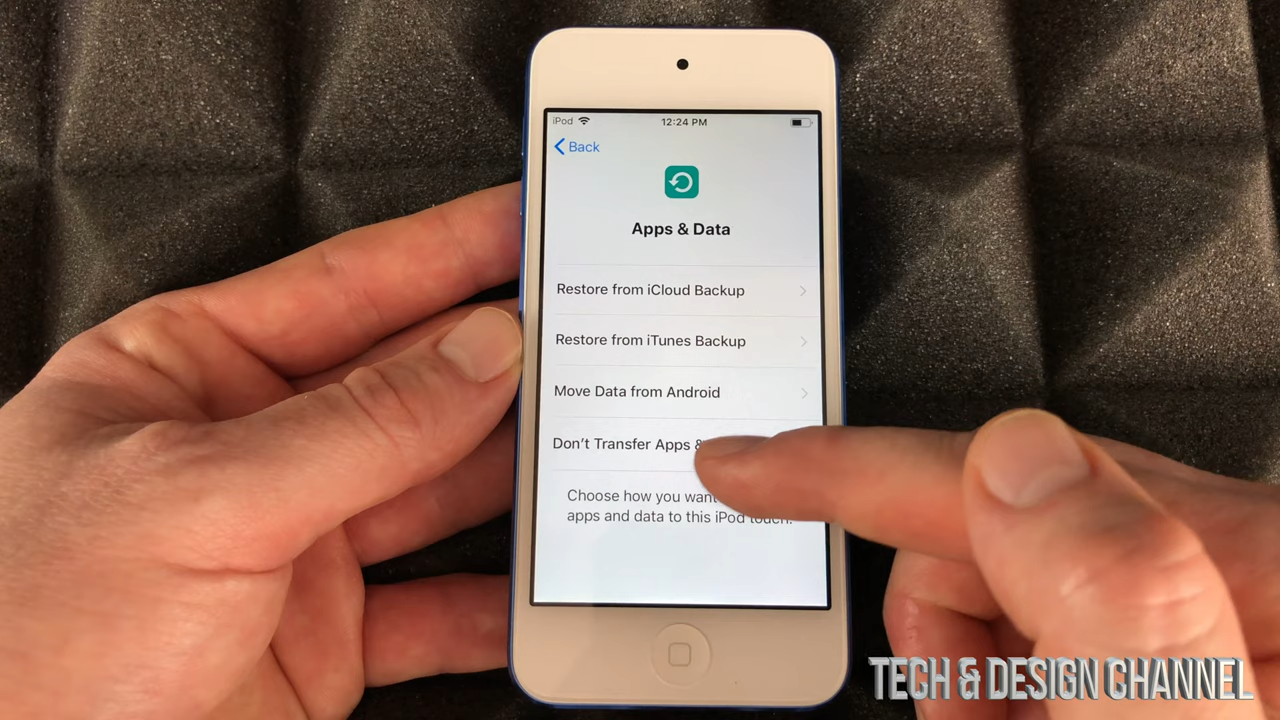 iPod 12:24 PM
Back
Apps & Data
Restore from iCloud Backup
Restore from iTunes Backup
Move Data from Android
Don't Transfer Apps &
Choose how you want
apps and data to this iPod touch.
TECH & DESIGN CHANNEL